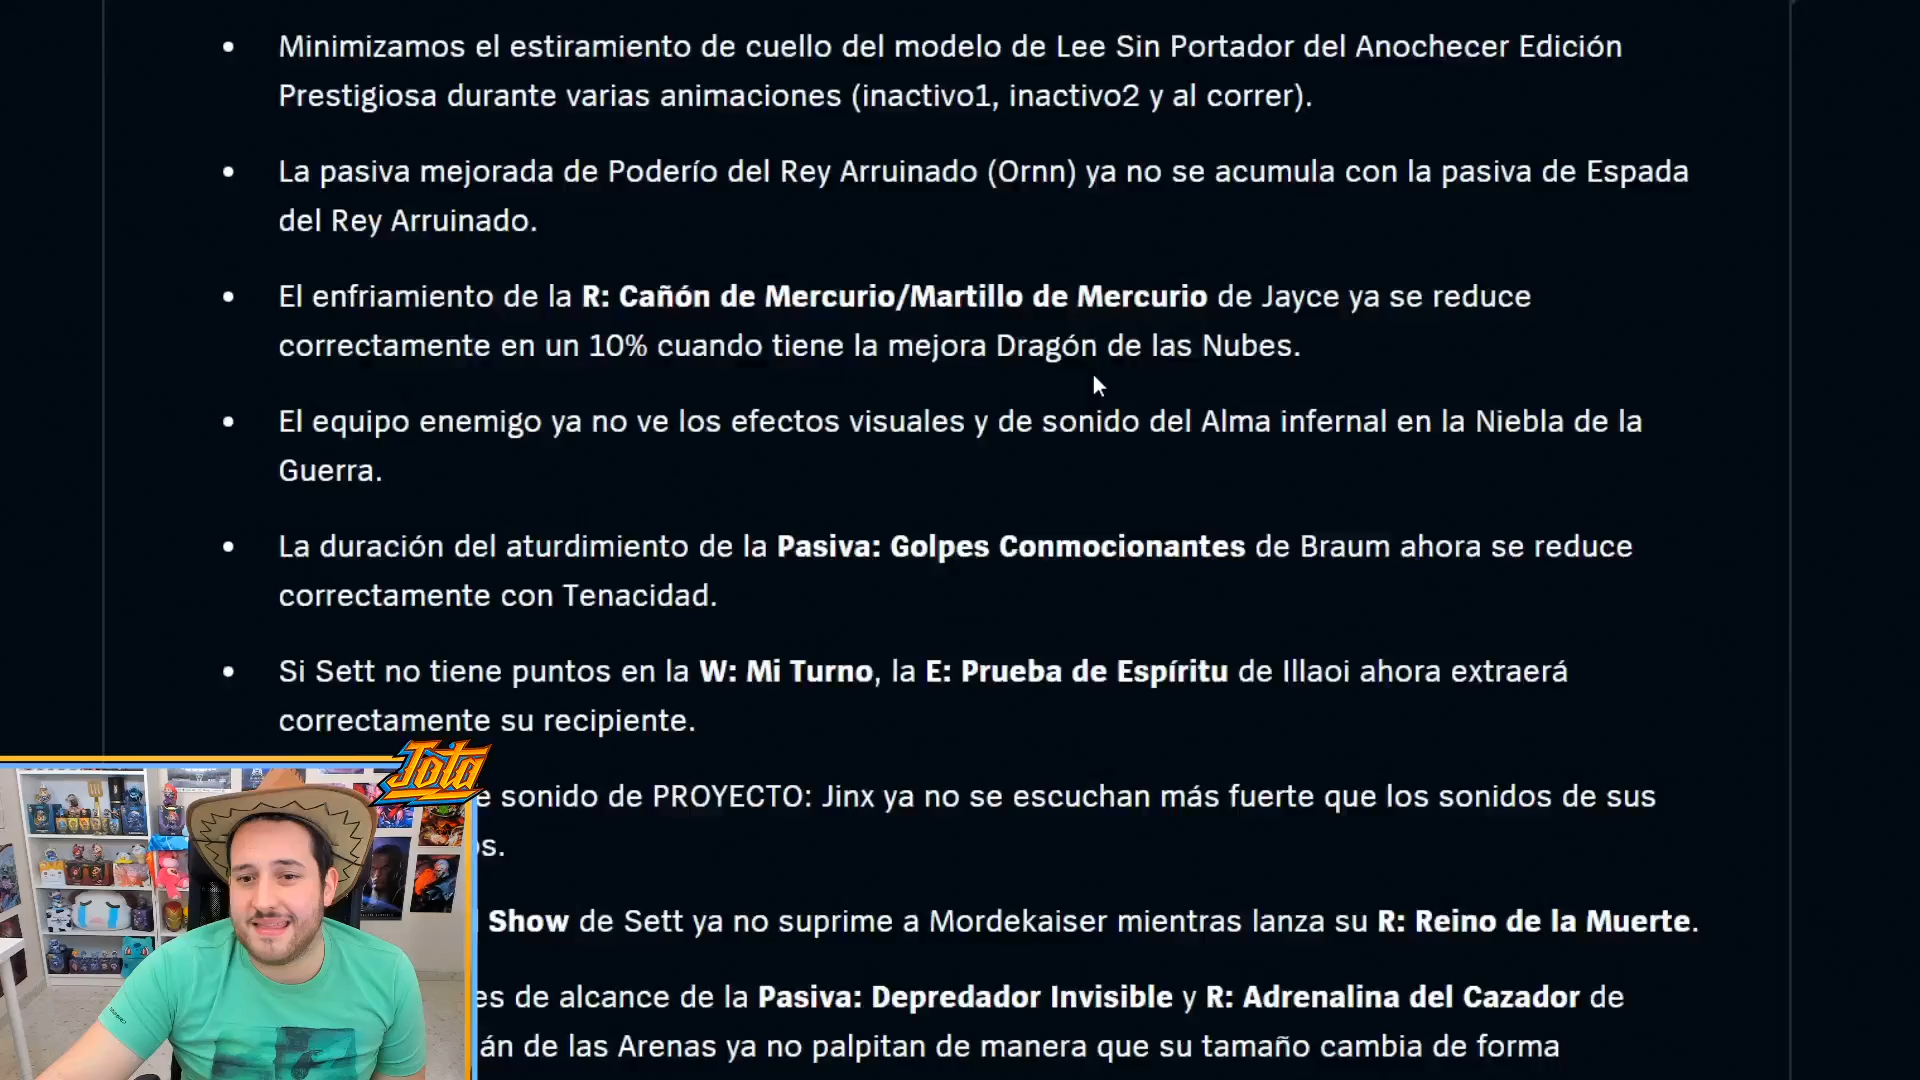 Minimizamos el estiramiento de cuello del modelo de Lee Sin Portador del Anochecer Edición
Prestigiosa durante varias animaciones (inactivo1, inactivo2 y al correr).
La pasiva mejorada de Poderío del Rey Arruinado (Ornn) ya no se acumula con la pasiva de Espada
del Rey Arruinado.
El enfriamiento de la R: Cañón de Mercurio/Martillo de Mercurio de Jayce ya se reduce
correctamente en un 10% cuando tiene la mejora Dragón de las Nubes.
El equipo enemigo ya no ve los efectos visuales y de sonido del Alma infernal en la Niebla de la
Guerra.
La duración del aturdimiento de la Pasiva: Golpes Conmocionantes de Braum ahora se reduce
correctamente con Tenacidad.
Si Sett no tiene puntos en la W: Mi Turno, la E: Prueba de Espíritu de Illaoi ahora extraerá
correctamente su recipiente.
Jota
sonido de PROYECTO: Jinx ya no se escuchan más fuerte que los sonidos de sus
Show de Sett ya no suprime a Mordekaiser mientras lanza su R: Reino de la Muerte.
de alcance de la Pasiva: Depredador Invisible y R: Adrenalina del Cazador de
de las Arenas ya no palpitan de manera que su tamaño cambia de forma